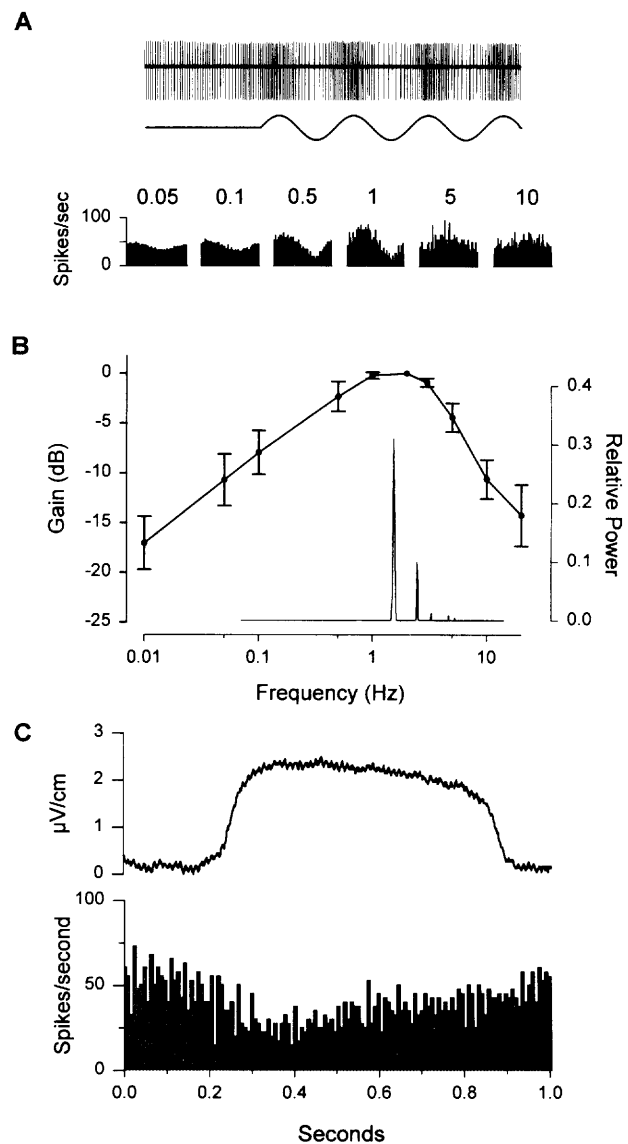 A
0.05 0.1 0.5 1 5 10
Spikes/sec
100
0
B
Gain (dB)
0
-5
-10
-15
-20
-25
0.4
0.3
0.2
0.1
0.0
Relative Power
0.01 0.1 1 10
Frequency (Hz)
C
µV/cm
3
2
1
0
Spikes/second
100
50
0
0.0 0.2 0.4 0.6 0.8 1.0
Seconds